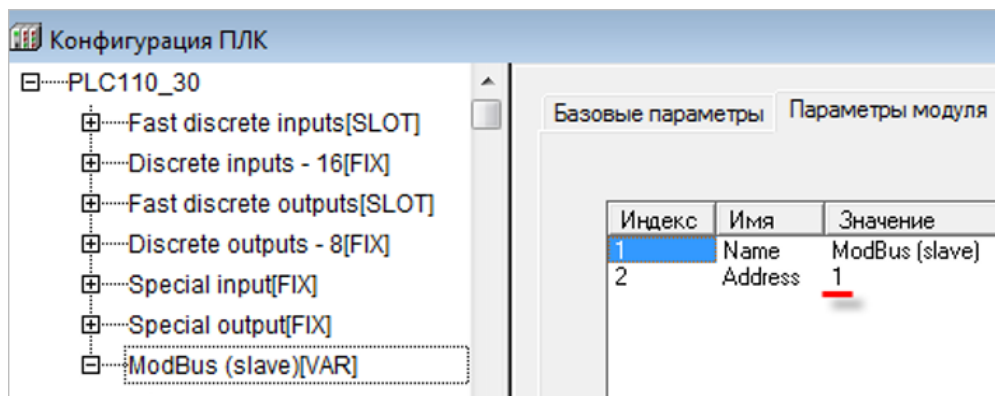 Конфигурация ПЛК
PLC110_30
Fast discrete inputs[SLOT]
Discrete inputs - 16[FIX]
Fast discrete outputs[SLOT]
Discrete outputs - 8[FIX]
Special input[FIX]
Special output[FIX]
ModBus (slave)[VAR]
Базовые параметры Параметры модуля
Индекс Имя Значение
1 Name ModBus (slave)
2 Address 1